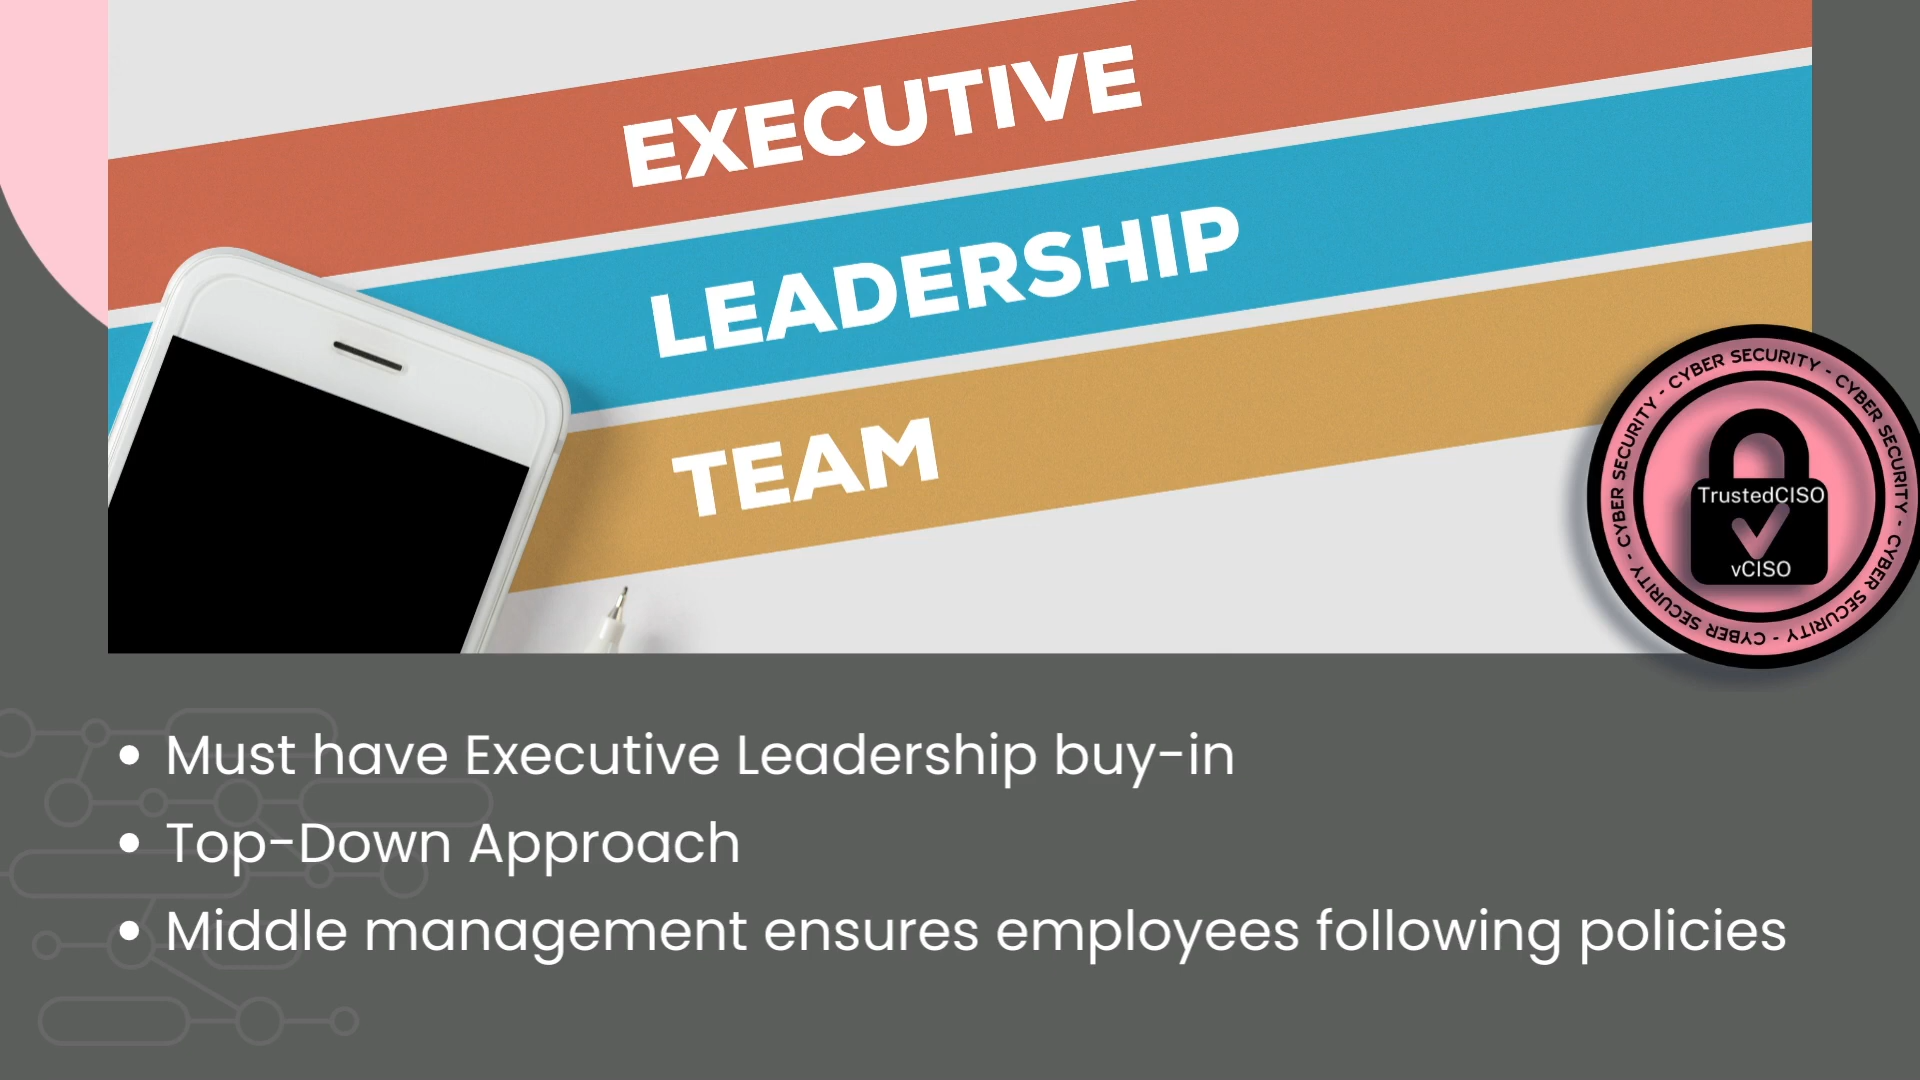 EXECUTIVE
LEADERSHIP
TEAM
CYBER SECURITY - CYBER SECURITY - CYBER SECURITY - CYBER SECURITY - CYBER SECURITY -
TrustedCISO
vCISO
• Must have Executive Leadership buy-in
• Top-Down Approach
• Middle management ensures employees following policies